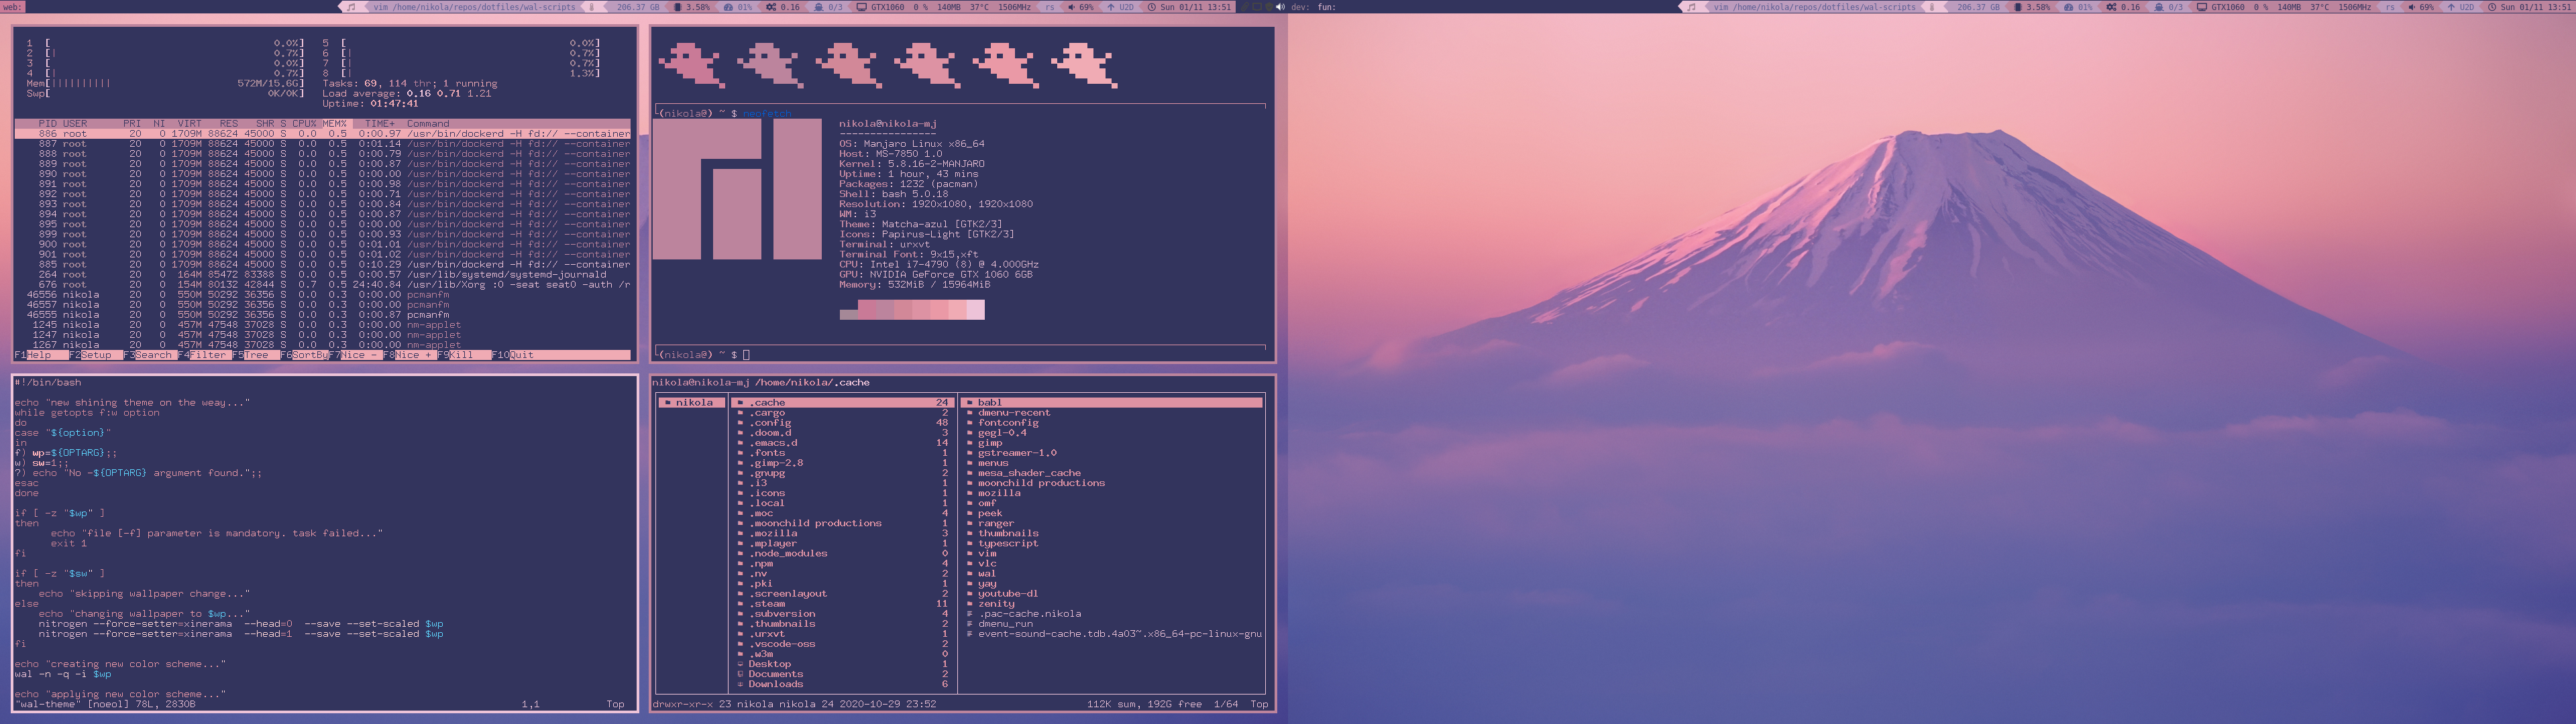 web:
vim /home/nikola/repos/dotfiles/wal-scripts 206.37 GB 3.58% 01% 0.16 0/3 GTX1060 0 % 140MB 37°C 1506MHz rs 69% U2D Sun 01/11 13:51
dev: fun:
vim /home/nikola/repos/dotfiles/wal-scripts 206.37 GB 3.58% 01% 0.16 0/3 GTX1060 0 % 140MB 37°C 1506MHz rs 69% U2D Sun 01/11 13:51
1 [ 0.0%] 5 [ 0.0%]
2 [| 0.7%] 6 [| 0.7%]
3 [ 0.0%] 7 [| 0.7%]
4 [| 0.7%] 8 [| 1.3%]
Mem[|||||||||| 572M/15.6G] Tasks: 69, 114 thr; 1 running
Swp[ 0K/0K] Load average: 0.16 0.71 1.21
Uptime: 01:47:41
PID USER PRI NI VIRT RES SHR S CPU% MEM% TIME+ Command
886 root 20 0 1709M 88624 45000 S 0.0 0.5 0:00.97 /usr/bin/dockerd -H fd:// --container
887 root 20 0 1709M 88624 45000 S 0.0 0.5 0:01.14 /usr/bin/dockerd -H fd:// --container
888 root 20 0 1709M 88624 45000 S 0.0 0.5 0:00.79 /usr/bin/dockerd -H fd:// --container
889 root 20 0 1709M 88624 45000 S 0.0 0.5 0:00.87 /usr/bin/dockerd -H fd:// --container
890 root 20 0 1709M 88624 45000 S 0.0 0.5 0:00.00 /usr/bin/dockerd -H fd:// --container
891 root 20 0 1709M 88624 45000 S 0.0 0.5 0:00.98 /usr/bin/dockerd -H fd:// --container
892 root 20 0 1709M 88624 45000 S 0.0 0.5 0:00.71 /usr/bin/dockerd -H fd:// --container
893 root 20 0 1709M 88624 45000 S 0.0 0.5 0:00.84 /usr/bin/dockerd -H fd:// --container
894 root 20 0 1709M 88624 45000 S 0.0 0.5 0:00.87 /usr/bin/dockerd -H fd:// --container
895 root 20 0 1709M 88624 45000 S 0.0 0.5 0:00.00 /usr/bin/dockerd -H fd:// --container
899 root 20 0 1709M 88624 45000 S 0.0 0.5 0:00.93 /usr/bin/dockerd -H fd:// --container
900 root 20 0 1709M 88624 45000 S 0.0 0.5 0:01.01 /usr/bin/dockerd -H fd:// --container
901 root 20 0 1709M 88624 45000 S 0.0 0.5 0:01.02 /usr/bin/dockerd -H fd:// --container
885 root 20 0 1709M 88624 45000 S 0.0 0.5 0:10.29 /usr/bin/dockerd -H fd:// --container
264 root 20 0 164M 85472 83388 S 0.0 0.5 0:00.57 /usr/lib/systemd/systemd-journald
676 root 20 0 154M 80132 42844 S 0.7 0.5 24:40.84 /usr/lib/Xorg :0 -seat seat0 -auth /r
46556 nikola 20 0 550M 50292 36356 S 0.0 0.3 0:00.00 pcmanfm
46557 nikola 20 0 550M 50292 36356 S 0.0 0.3 0:00.00 pcmanfm
46555 nikola 20 0 550M 50292 36356 S 0.0 0.3 0:00.87 pcmanfm
1245 nikola 20 0 457M 47548 37028 S 0.0 0.3 0:00.00 nm-applet
1247 nikola 20 0 457M 47548 37028 S 0.0 0.3 0:00.00 nm-applet
1267 nikola 20 0 457M 47548 37028 S 0.0 0.3 0:00.00 nm-applet
F1Help F2Setup F3Search F4Filter F5Tree F6SortBy F7Nice - F8Nice + F9Kill F10Quit
(nikola@) ~ $ neofetch
nikola@nikola-mj
----------------
OS: Manjaro Linux x86_64
Host: MS-7850 1.0
Kernel: 5.8.16-2-MANJARO
Uptime: 1 hour, 43 mins
Packages: 1232 (pacman)
Shell: bash 5.0.18
Resolution: 1920x1080, 1920x1080
WM: i3
Theme: Matcha-azul [GTK2/3]
Icons: Papirus-Light [GTK2/3]
Terminal: urxvt
Terminal Font: 9x15,xft
CPU: Intel i7-4790 (8) @ 4.000GHz
GPU: NVIDIA GeForce GTX 1060 6GB
Memory: 532MiB / 15964MiB
(nikola@) ~ $
#!/bin/bash
echo "new shining theme on the weay..."
while getopts f:w option
do
case "${option}"
in
f) wp=${OPTARG};;
w) sw=1;;
?) echo "No -${OPTARG} argument found.";;
esac
done
if [ -z "$wp" ]
then
echo "file [-f] parameter is mandatory. task failed..."
exit 1
fi
if [ -z "$sw" ]
then
echo "skipping wallpaper change..."
else
echo "changing wallpaper to $wp..."
nitrogen --force-setter=xinerama --head=0 --save --set-scaled $wp
nitrogen --force-setter=xinerama --head=1 --save --set-scaled $wp
fi
echo "creating new color scheme..."
wal -n -q -i $wp
echo "applying new color scheme..."
"wal-theme" [noeol] 78L, 2830B 1,1 Top
nikola@nikola-mj /home/nikola/.cache
nikola .cache 24 babl
.cargo 2 dmenu-recent
.config 48 fontconfig
.doom.d 3 gegl-0.4
.emacs.d 14 gimp
.fonts 1 gstreamer-1.0
.gimp-2.8 1 menus
.gnupg 2 mesa_shader_cache
.i3 1 moonchild productions
.icons 1 mozilla
.local 1 omf
.moc 4 peek
.moonchild productions 1 ranger
.mozilla 3 thumbnails
.mplayer 1 typescript
.node_modules 0 vim
.npm 4 vlc
.nv 2 wal
.pki 1 yay
.screenlayout 2 youtube-dl
.steam 11 zenity
.subversion 4 .pac-cache.nikola
.thumbnails 2 dmenu_run
.urxvt 1 event-sound-cache.tdb.4a03~.x86_64-pc-linux-gnu
.vscode-oss 2
.w3m 0
Desktop 1
Documents 2
Downloads 6
drwxr-xr-x 23 nikola nikola 24 2020-10-29 23:52 112K sum, 192G free 1/64 Top